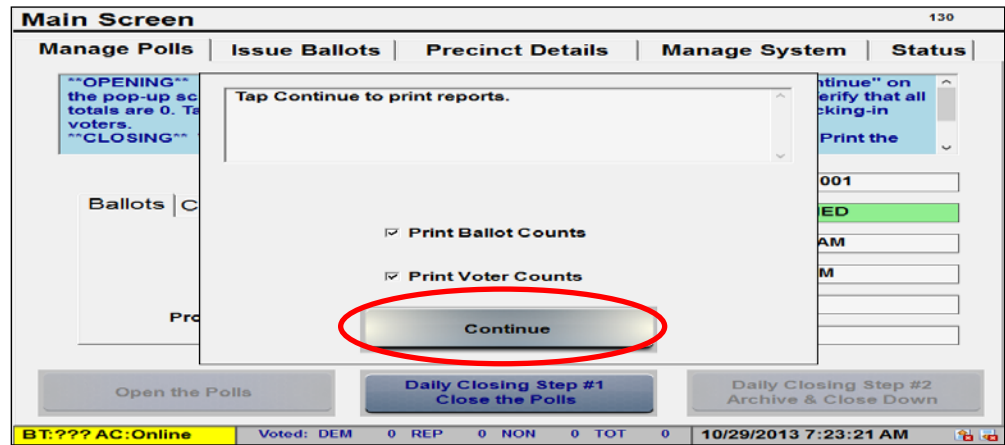 Main Screen 130
Manage Polls Issue Ballots Precinct Details Manage System Status
**OPENING** ntinue" on
the pop-up sc erify that all
totals are 0. Ta cking-in
voters.
**CLOSING** Print the
Tap Continue to print reports.
001
Ballots C
ED
Print Ballot Counts
AM
Print Voter Counts
M
Pro
Continue
Open the Polls
Daily Closing Step #1
Close the Polls
Daily Closing Step #2
Archive & Close Down
BT:??? AC:Online Voted: DEM 0 REP 0 NON 0 TOT 0 10/29/2013 7:23:21 AM